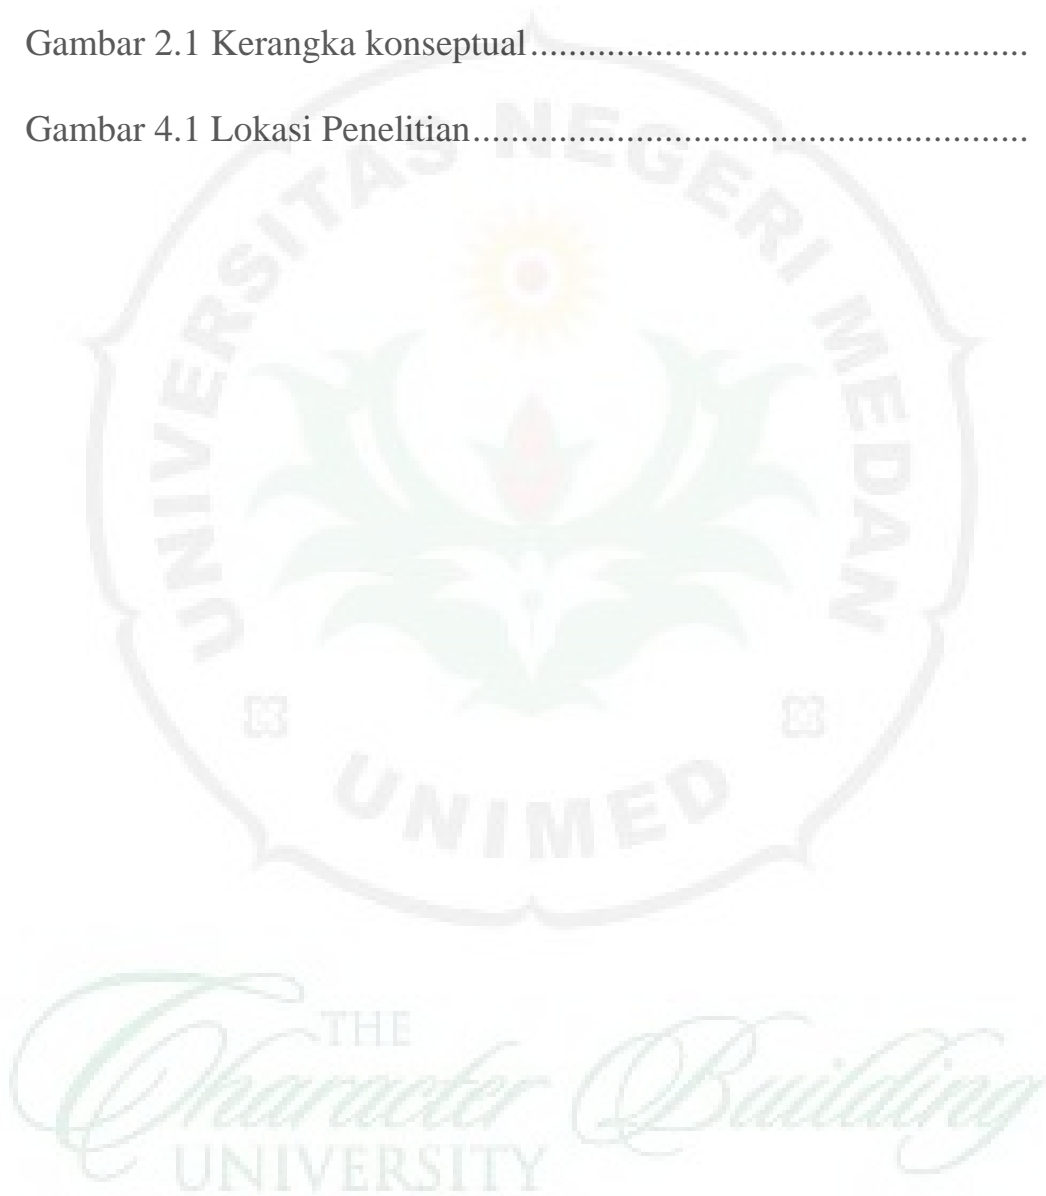 Gambar 2.1 Kerangka konseptual....................................................
Gambar 4.1 Lokasi Penelitian..........................................................
UNIVERSITAS NEGERI MEDAN
UNIMED
THE
Character Building
UNIVERSITY